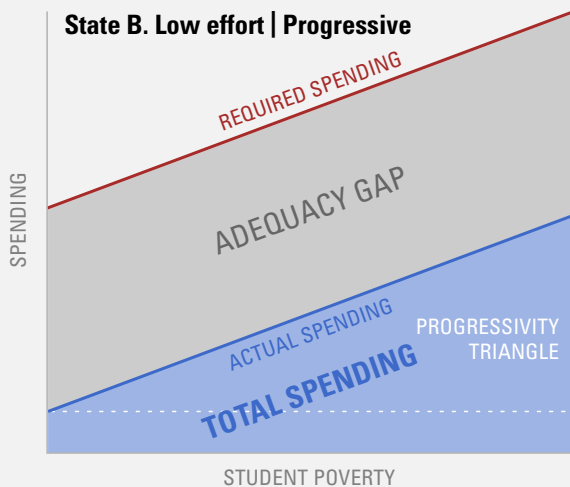 State B. Low effort | Progressive
REQUIRED SPENDING
ADEQUACY GAP
SPENDING
ACTUAL SPENDING
PROGRESSIVITY
TRIANGLE
TOTAL SPENDING
STUDENT POVERTY